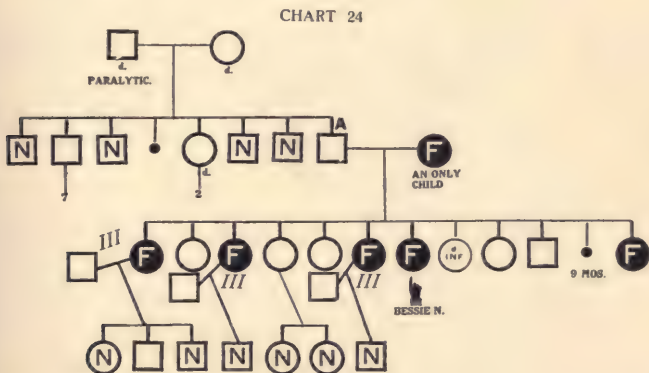 CHART 24
d. d.
PARALYTIC.
A
N N d. N N F
7 2 AN ONLY
CHILD
III F F III F III F d INF F
9 MOS.
BESSIE N.
N N N N N N